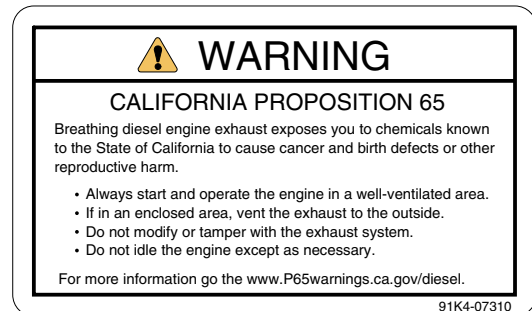 WARNING
CALIFORNIA PROPOSITION 65
Breathing diesel engine exhaust exposes you to chemicals known
to the State of California to cause cancer and birth defects or other
reproductive harm.
• Always start and operate the engine in a well-ventilated area.
• If in an enclosed area, vent the exhaust to the outside.
• Do not modify or tamper with the exhaust system.
• Do not idle the engine except as necessary.
For more information go the www.P65warnings.ca.gov/diesel.
91K4-07310